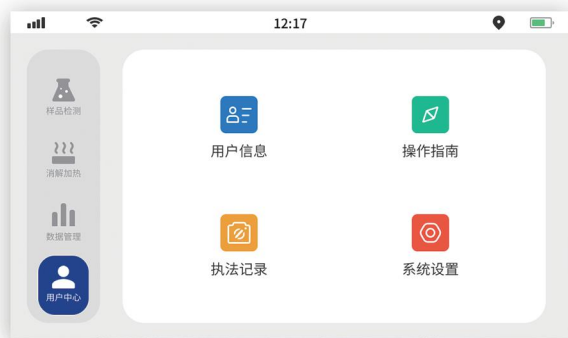 12:17
样品检测
消解加热
数据管理
用户中心
用户信息
操作指南
执法记录
系统设置